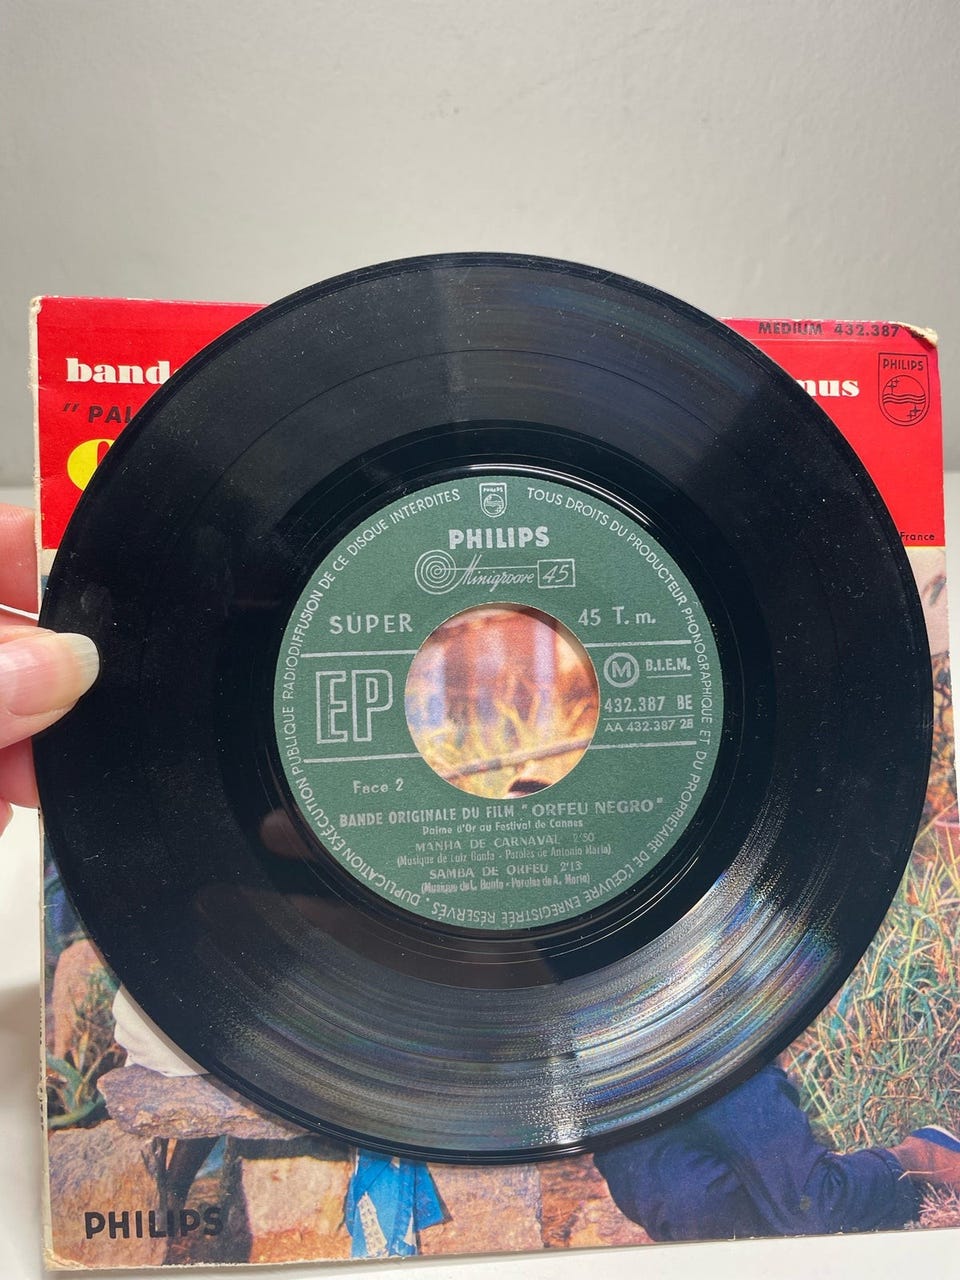 MEDIUM 432.387
band
mus
" PAL
PHILIPS
France
DUPLICATION EXÉCUTION PUBLIQUE RADIODIFFUSION DE CE DISQUE INTERDITES
TOUS DROITS DU PRODUCTEUR PHONOGRAPHIQUE ET DU PROPRIÉTAIRE DE L'ŒUVRE ENREGISTRÉE RÉSERVÉS.
PHILIPS
PHILIPS
Minigroove 45
SUPER
45 T. m.
EP
M B.I.E.M.
432.387 BE
AA 432.387 2B
Face 2
BANDE ORIGINALE DU FILM "ORFEU NEGRO"
Palme d'Or au Festival de Cannes
MANHA DE CARNAVAL 2'50
(Musique de Luiz Bonfa - Paroles de Antonio Maria)
SAMBA DE ORFEU 2'13
(Musique de L. Bonfa - Paroles de A. Maria)
PHILIPS